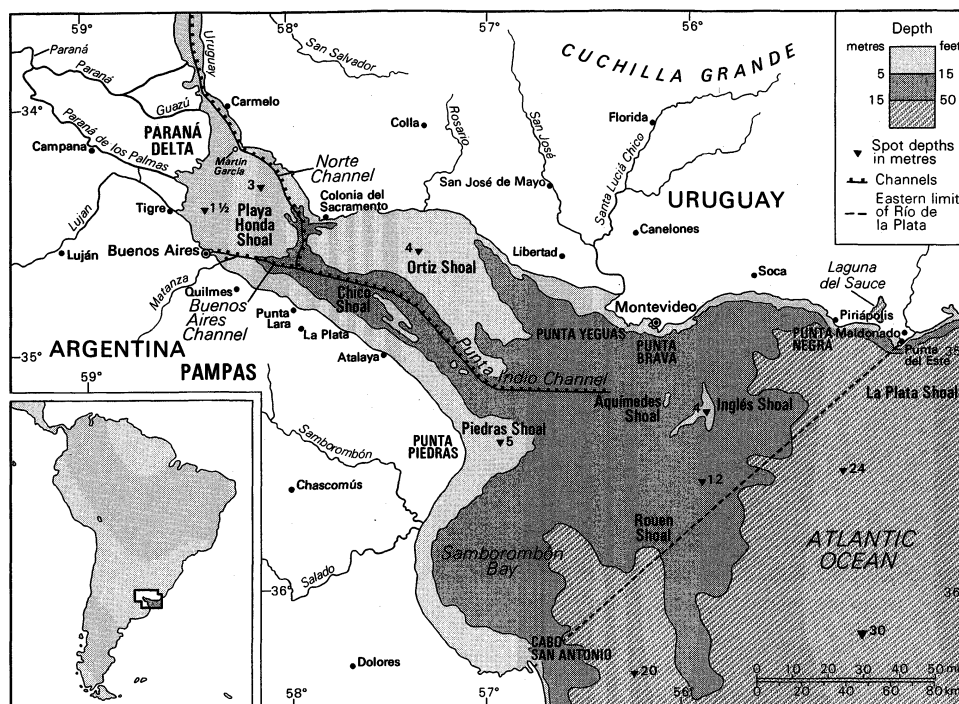 59°
58°
57°
56°
Depth
metres
feet
5
15
15
50
Spot depths
in metres
Channels
Eastern limit
of Río de
la Plata
Paraná
Paraná
Uruguay
San Salvador
CUCHILLA GRANDE
34°
Guazú
Carmelo
Paraná de los Palmas
PARANÁ
DELTA
Campana
Martín
García
Norte
Channel
Colla
Rosario
San José
Florida
Santa Luciá Chico
San José de Mayo
URUGUAY
Colonia del
Sacramento
3
1½
Playa
Honda
Shoal
Tigre
Lujan
Luján
Buenos Aires
Canelones
4
Ortiz Shoal
Libertad
Soca
Laguna
del Sauce
Matanza
Quilmes
Buenos
Aires
Channel
Chico
Shoal
Montevideo
Piriápolis
Maldonado
Punta
Lara
La Plata
PUNTA YEGUAS
PUNTA
BRAVA
PUNTA
NEGRA
Punta
del Este
ARGENTINA
35°
35
Atalaya
PAMPAS
59°
Punta
Indio Channel
La Plata Shoal
Aquimedes
Shoal
4
Inglés Shoal
Piedras Shoal
5
PUNTA
PIEDRAS
Samborombón
Chascomús
12
24
Rouen
Shoal
ATLANTIC
OCEAN
Samborombón
Bay
Salado
36°
36
CABO
SAN ANTONIO
30
Dolores
20
0 10 20 30 40 50 mi
0 20 40 60 80 km
58°
57°
56°